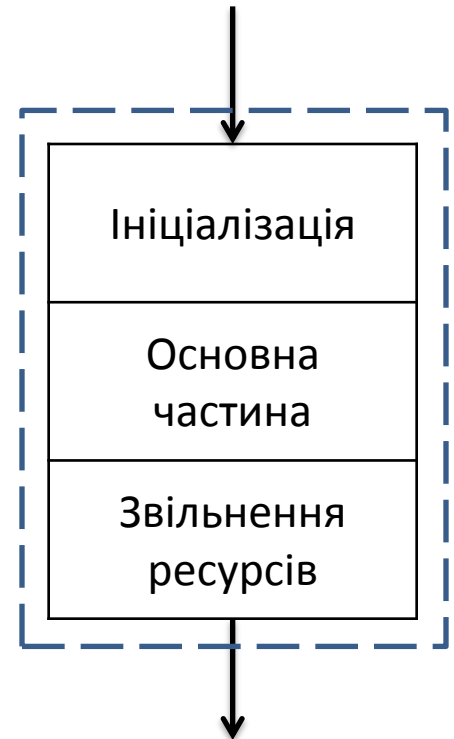 Ініціалізація
Основна
частина
Звільнення
ресурсів